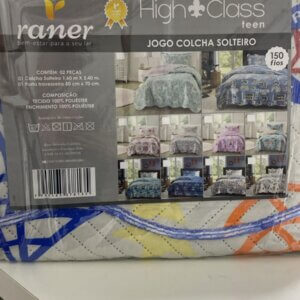 raner
bem-estar para o seu lar
High Class
teen
JOGO COLCHA SOLTEIRO
150
fios
CONTÉM: 02 PEÇAS
01 Colcha Solteiro 1,60 m X 2,40 m.
01 Porta travesseiro 50 cm x 70 cm.
COMPOSIÇÃO:
TECIDO 100% POLIÉSTER
ENCHIMENTO 100% POLIÉSTER